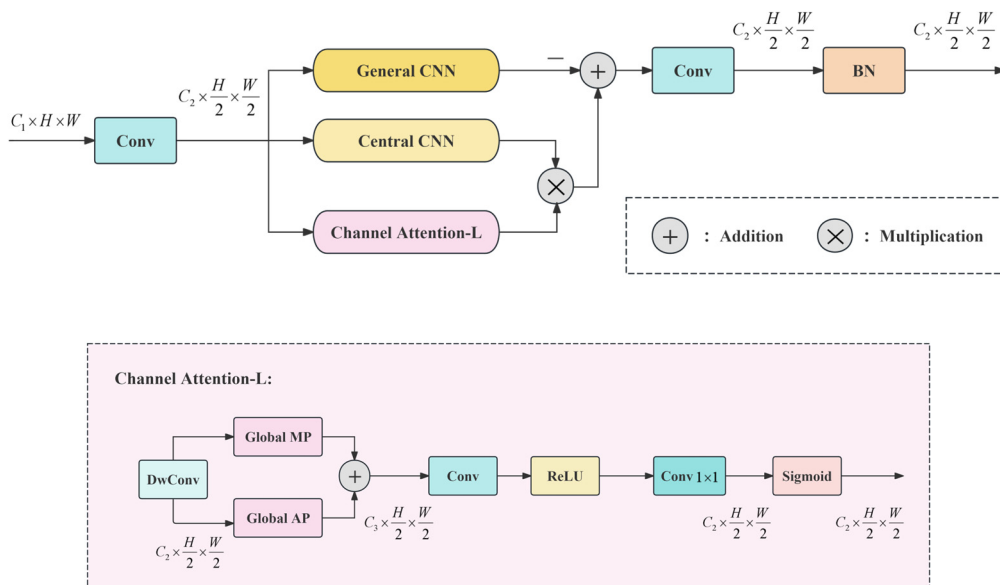 C₁×H×W
Conv
C₂×H/2×W/2
General CNN
Central CNN
Channel Attention-L
−
+
×
Conv
C₂×H/2×W/2
BN
C₂×H/2×W/2
+ : Addition
× : Multiplication
Channel Attention-L:
DwConv
Global MP
Global AP
C₂×H/2×W/2
+
C₃×H/2×W/2
Conv
ReLU
Conv 1×1
C₂×H/2×W/2
Sigmoid
C₂×H/2×W/2